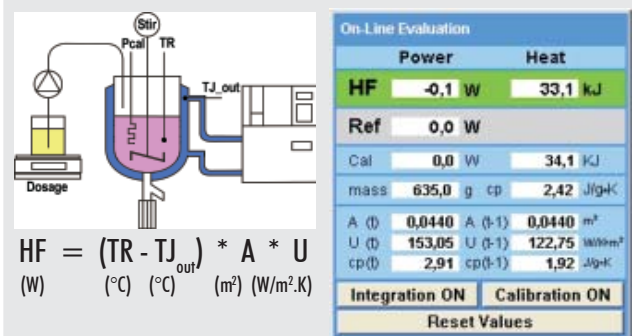 Stir
Pcal TR
TJ_out
Dosage
HF = (TR - TJout) * A * U
(W) (°C) (°C) (m²) (W/m².K)
On-Line Evaluation
Power Heat
HF -0,1 W 33,1 kJ
Ref 0,0 W
Cal 0,0 W 34,1 KJ
mass 635,0 g cp 2,42 J/g*K
A (t) 0,0440 A (t-1) 0,0440 m²
U (t) 153,05 U (t-1) 122,75
cp(t) 2,91 cp(t-1) 1,92 J/g*K
Integration ON Calibration ON
Reset Values